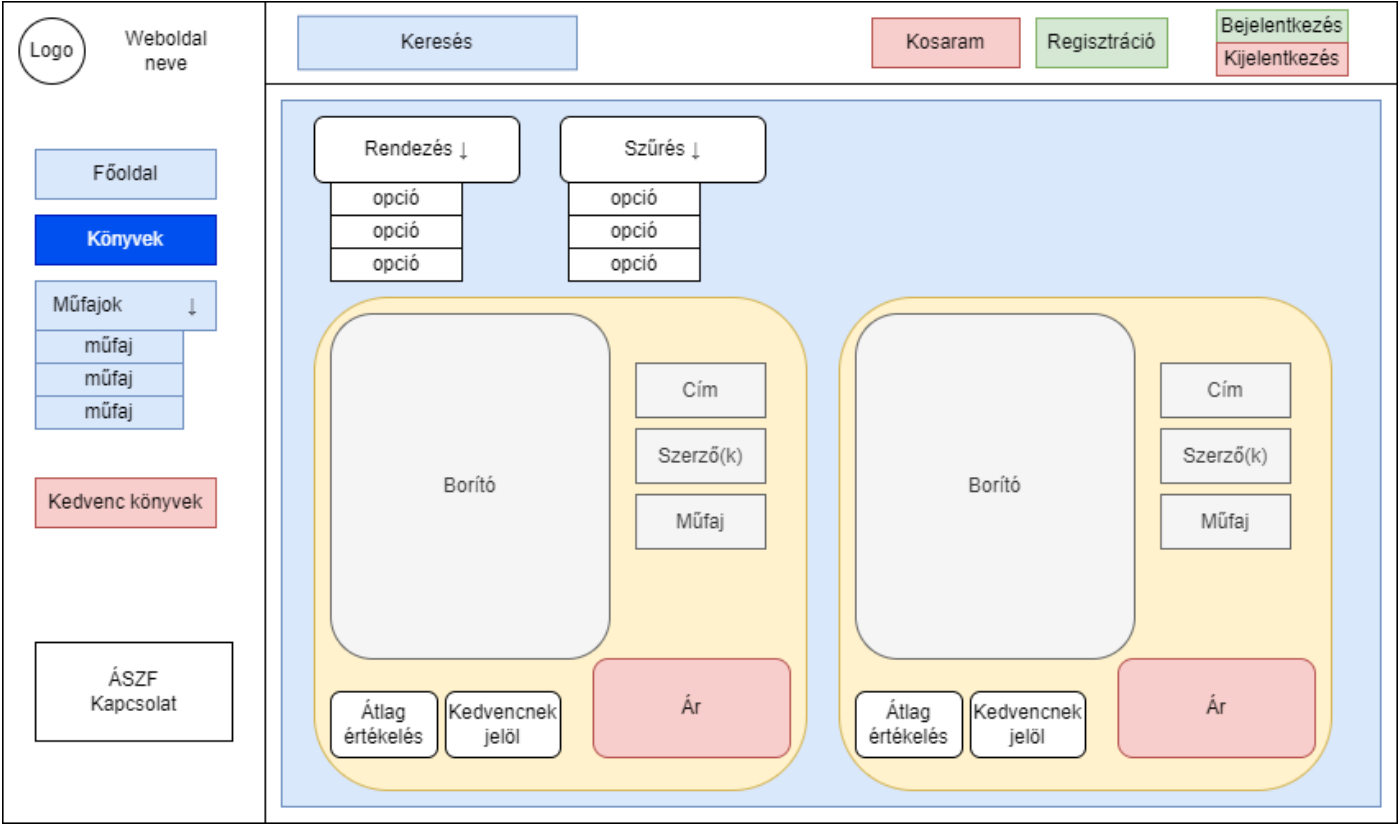 Logo
Weboldal
neve
Keresés
Kosaram
Regisztráció
Bejelentkezés
Kijelentkezés
Főoldal
Könyvek
Műfajok ↓
műfaj
műfaj
műfaj
Kedvenc könyvek
ÁSZF
Kapcsolat
Rendezés ↓
opció
opció
opció
Szűrés ↓
opció
opció
opció
Borító
Cím
Szerző(k)
Műfaj
Átlag
értékelés
Kedvencnek
jelöl
Ár
Borító
Cím
Szerző(k)
Műfaj
Átlag
értékelés
Kedvencnek
jelöl
Ár